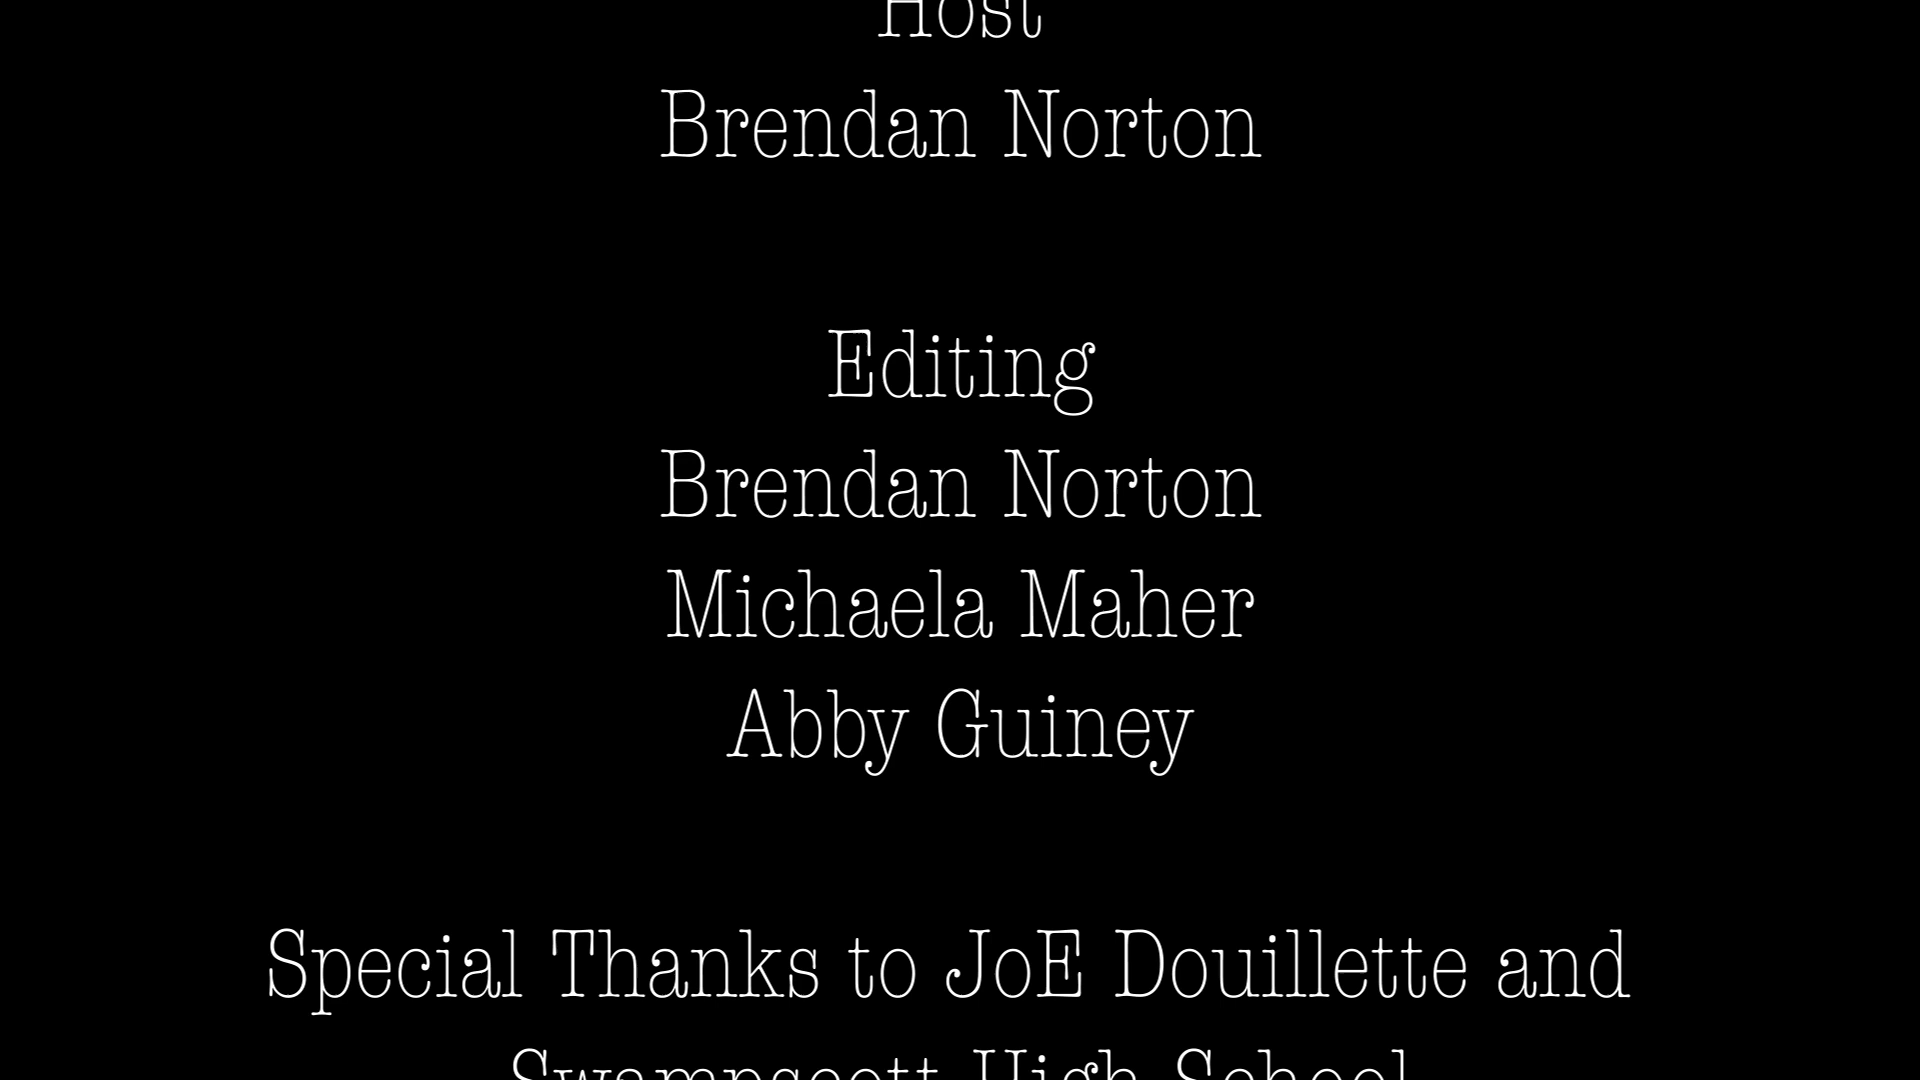 Host
Brendan Norton
Editing
Brendan Norton
Michaela Maher
Abby Guiney
Special Thanks to JoE Douillette and
Swampscott High School